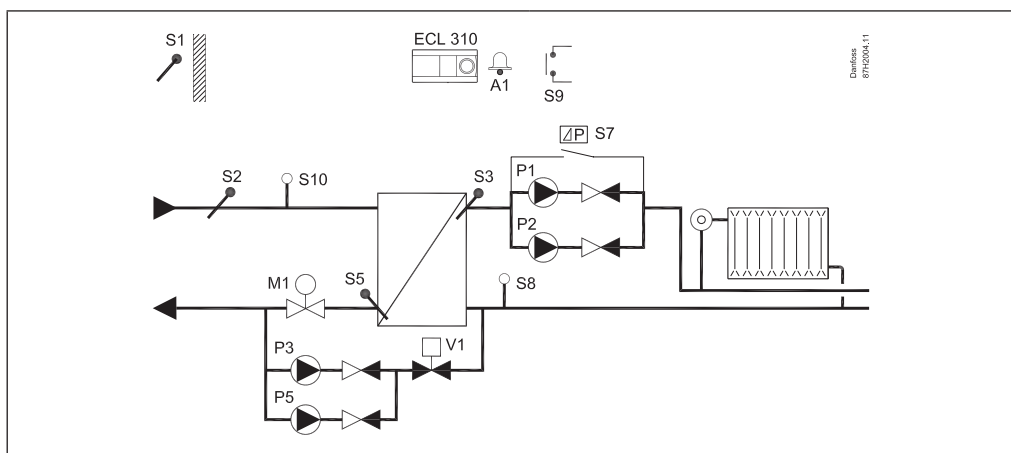 S1
ECL 310
A1
S9
Danfoss
87H2004.11
⊿P S7
S2
S10
S3
P1
P2
M1
S5
S8
P3
V1
P5